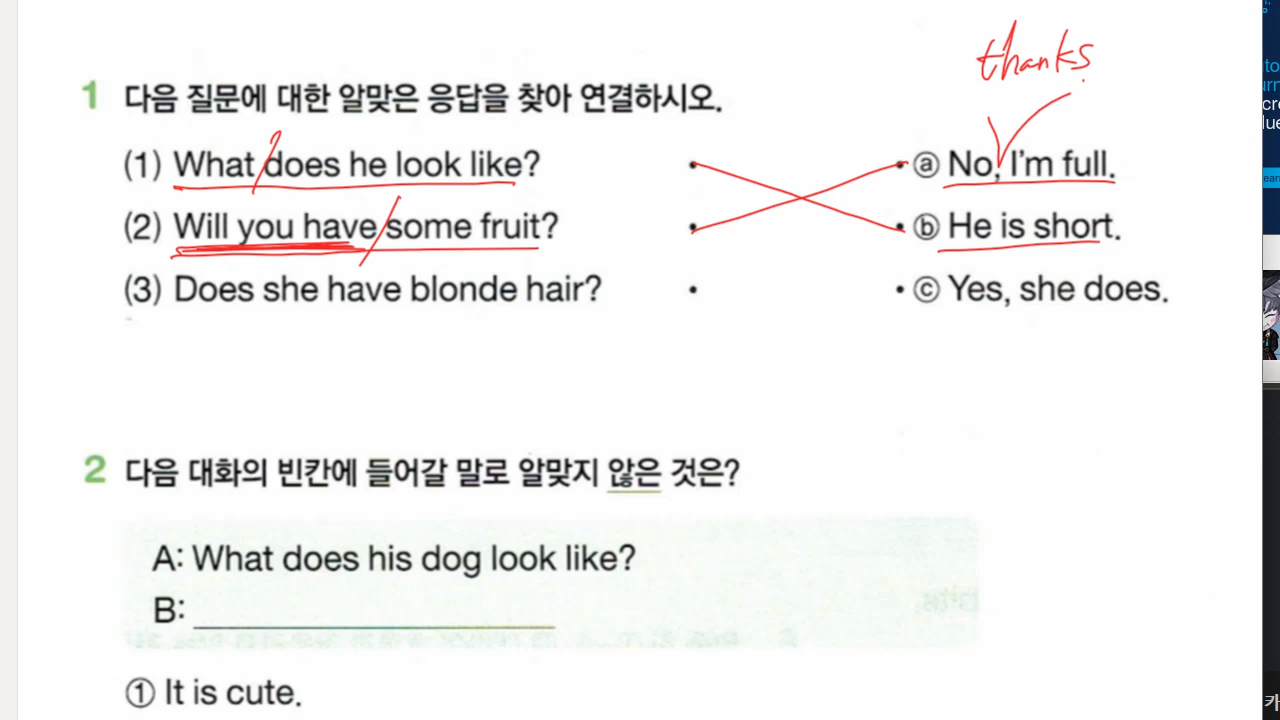 thanks
1 다음 질문에 대한 알맞은 응답을 찾아 연결하시오.
(1) What does he look like? • • ⓐ No, I'm full.
(2) Will you have some fruit? • • ⓑ He is short.
(3) Does she have blonde hair? • • ⓒ Yes, she does.
2 다음 대화의 빈칸에 들어갈 말로 알맞지 않은 것은?
A: What does his dog look like?
B:
① It is cute.